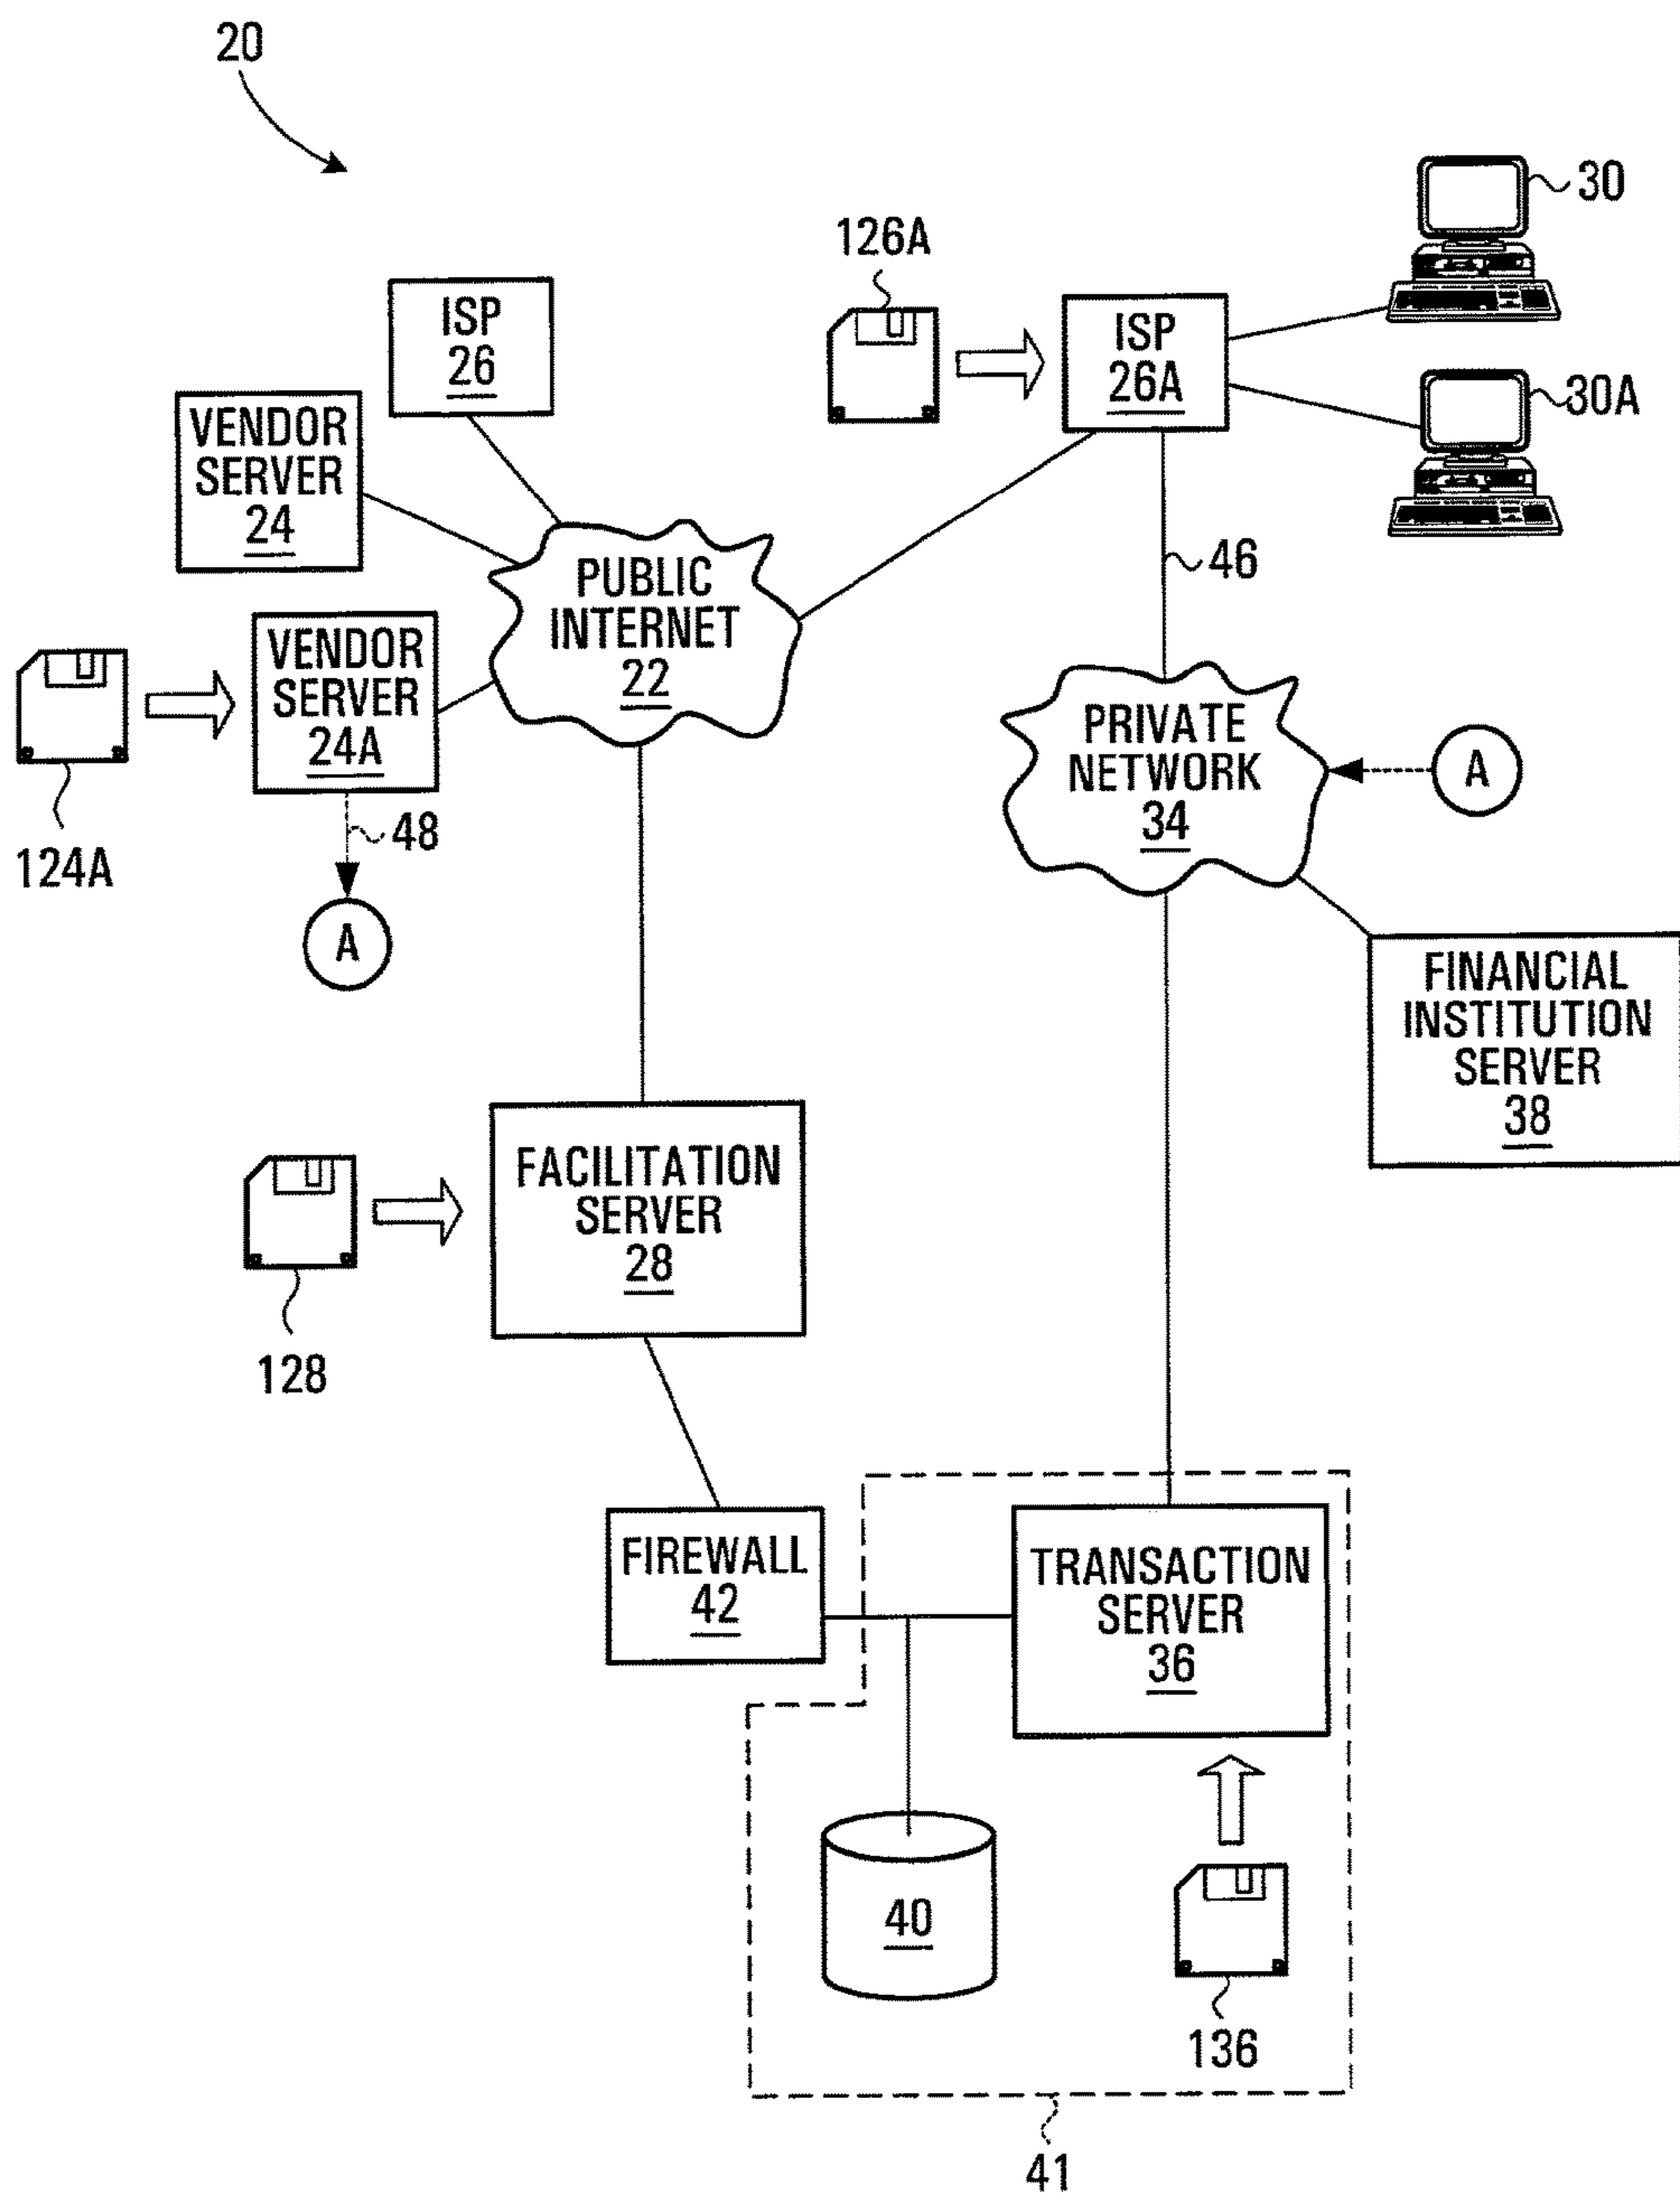 20
30
126A
ISP
26
ISP
26A
30A
VENDOR
SERVER
24
46
PUBLIC
INTERNET
22
VENDOR
SERVER
24A
PRIVATE
NETWORK
34
A
48
124A
A
FINANCIAL
INSTITUTION
SERVER
38
FACILITATION
SERVER
28
128
FIREWALL
42
TRANSACTION
SERVER
36
40
136
41